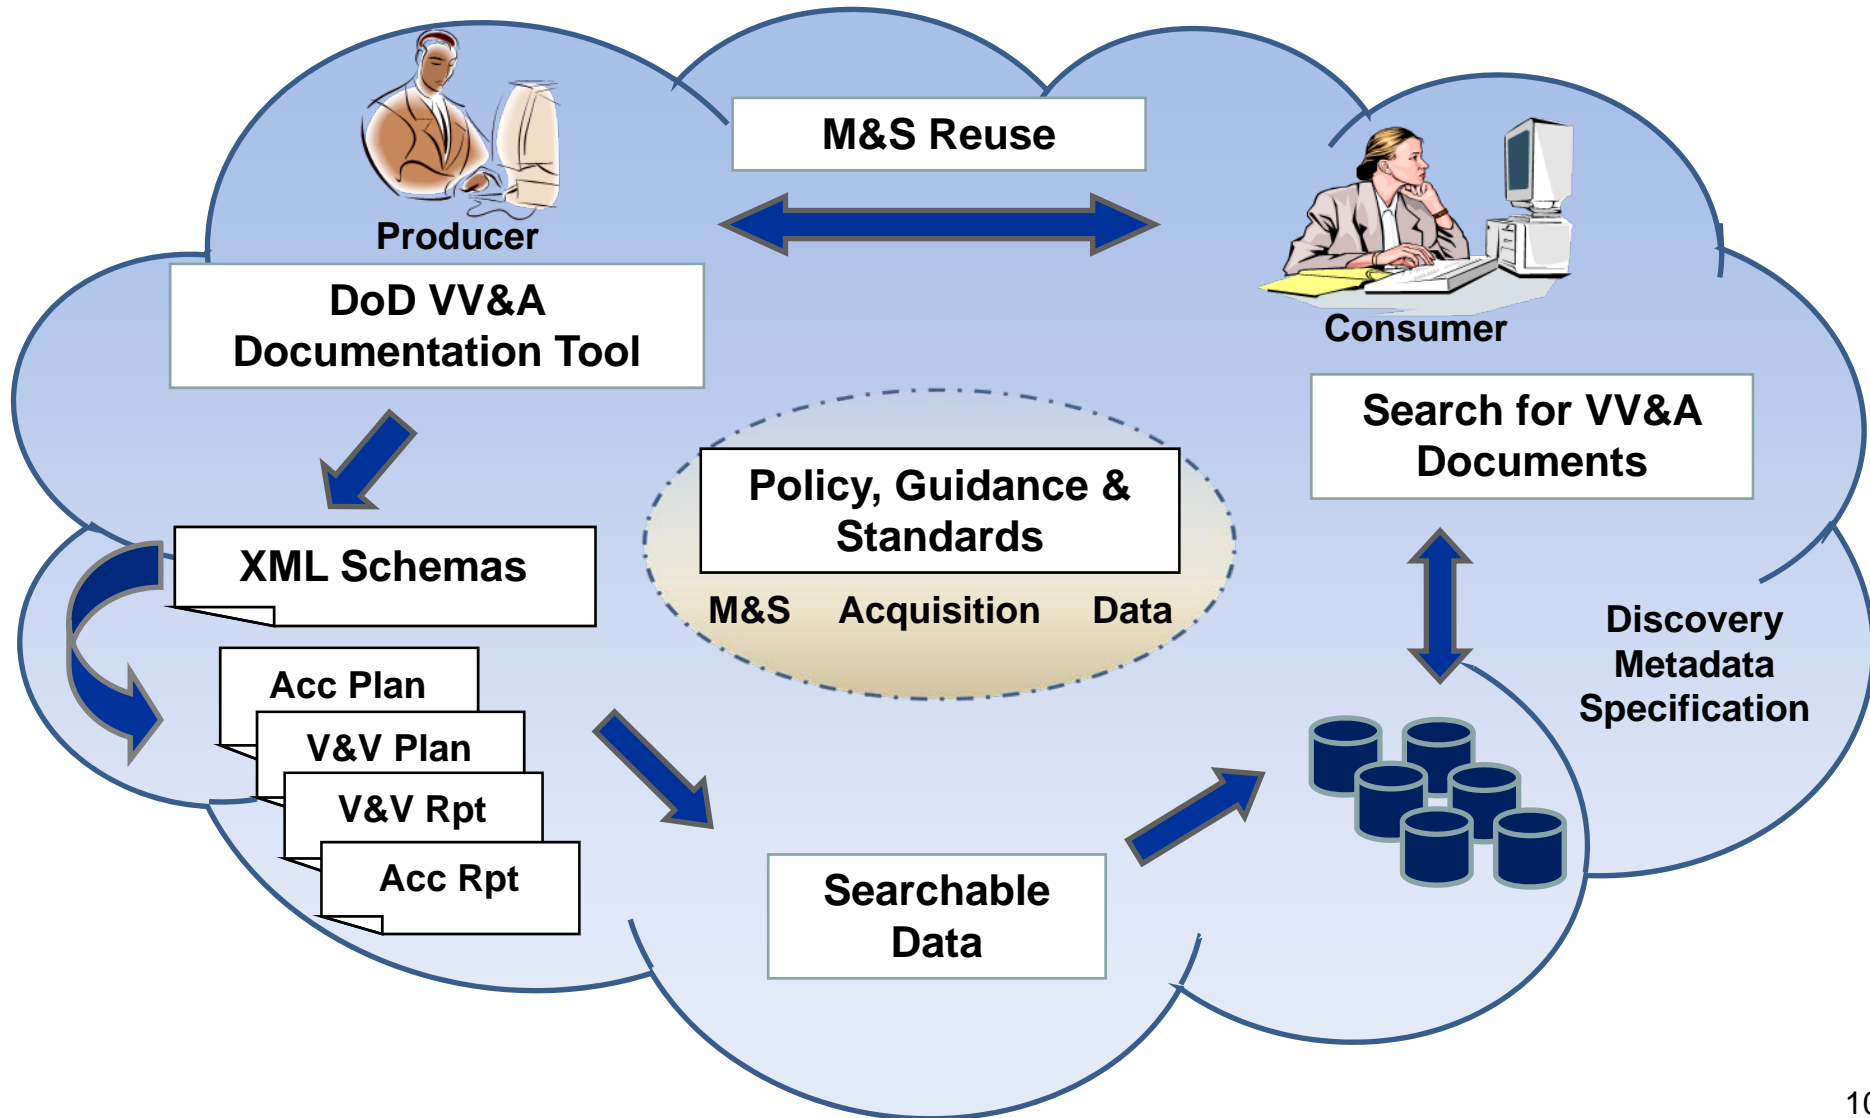 M&S Reuse
Producer
DoD VV&A
Documentation Tool
Consumer
Search for VV&A
Documents
Policy, Guidance &
Standards
M&S Acquisition Data
XML Schemas
Acc Plan
V&V Plan
V&V Rpt
Acc Rpt
Searchable
Data
Discovery
Metadata
Specification
10